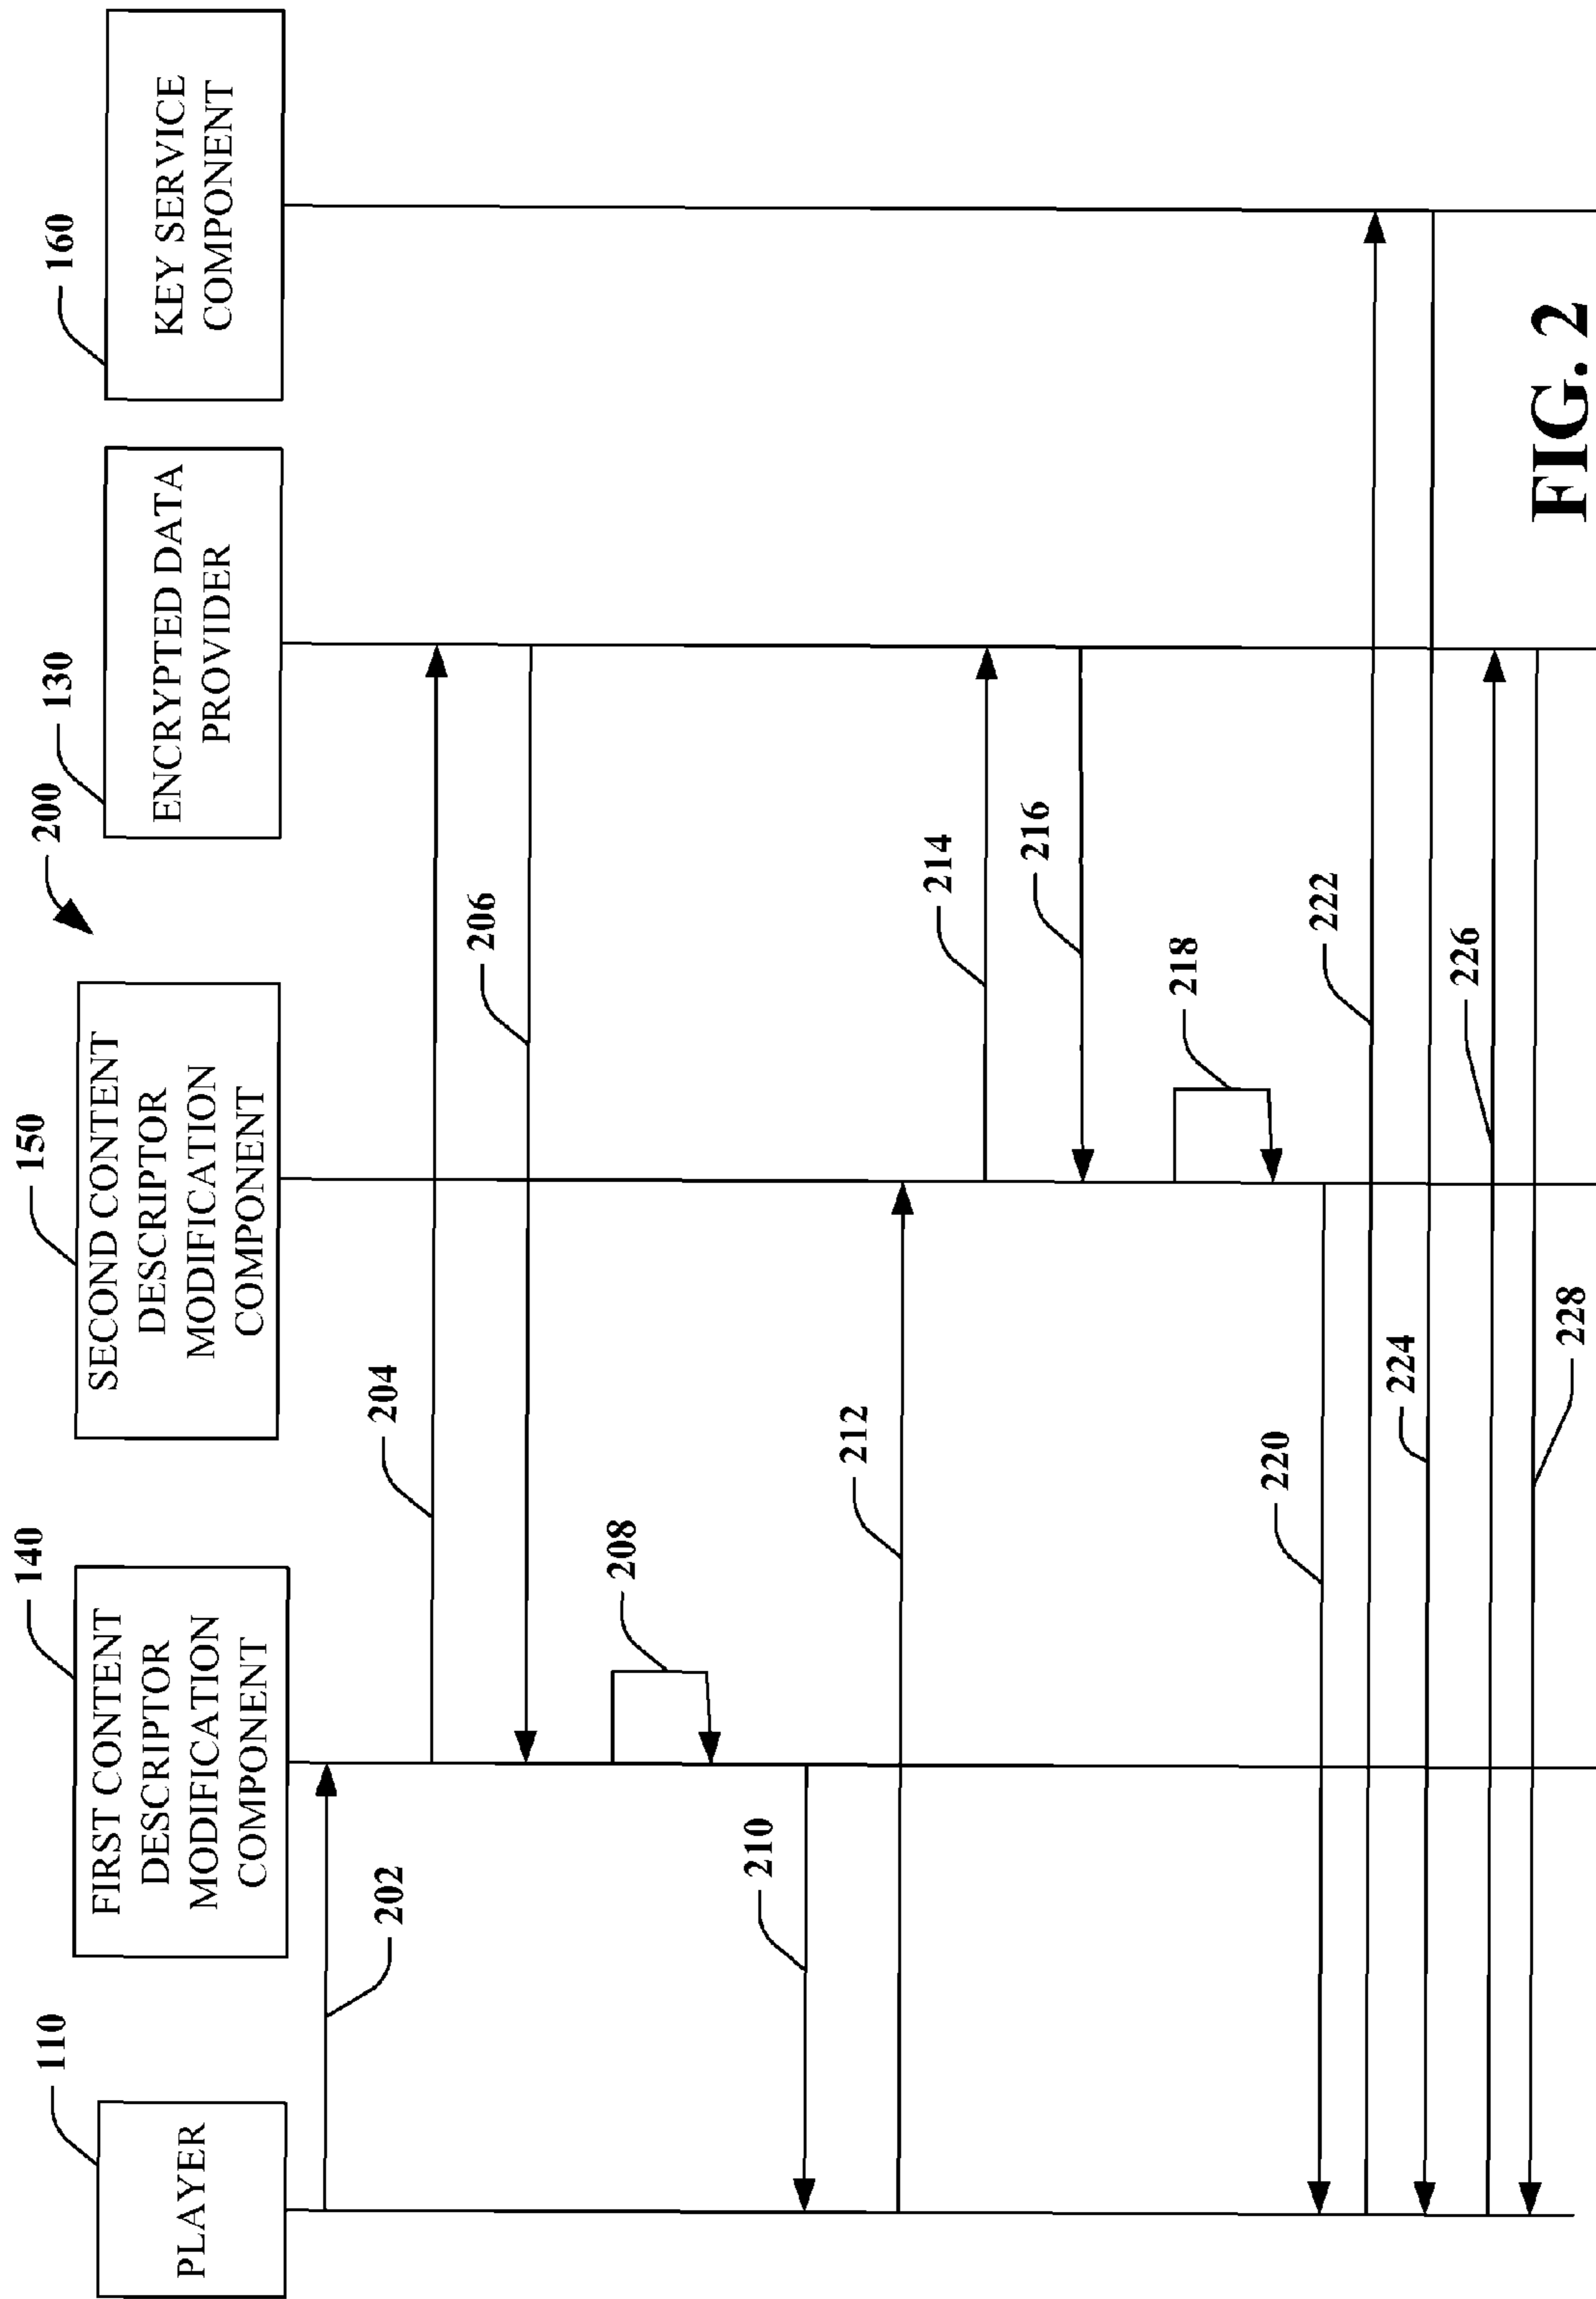 200
110
PLAYER
140
FIRST CONTENT
DESCRIPTOR
MODIFICATION
COMPONENT
150
SECOND CONTENT
DESCRIPTOR
MODIFICATION
COMPONENT
130
ENCRYPTED DATA
PROVIDER
160
KEY SERVICE
COMPONENT
202
204
206
208
210
212
214
216
218
220
222
224
226
228
FIG. 2